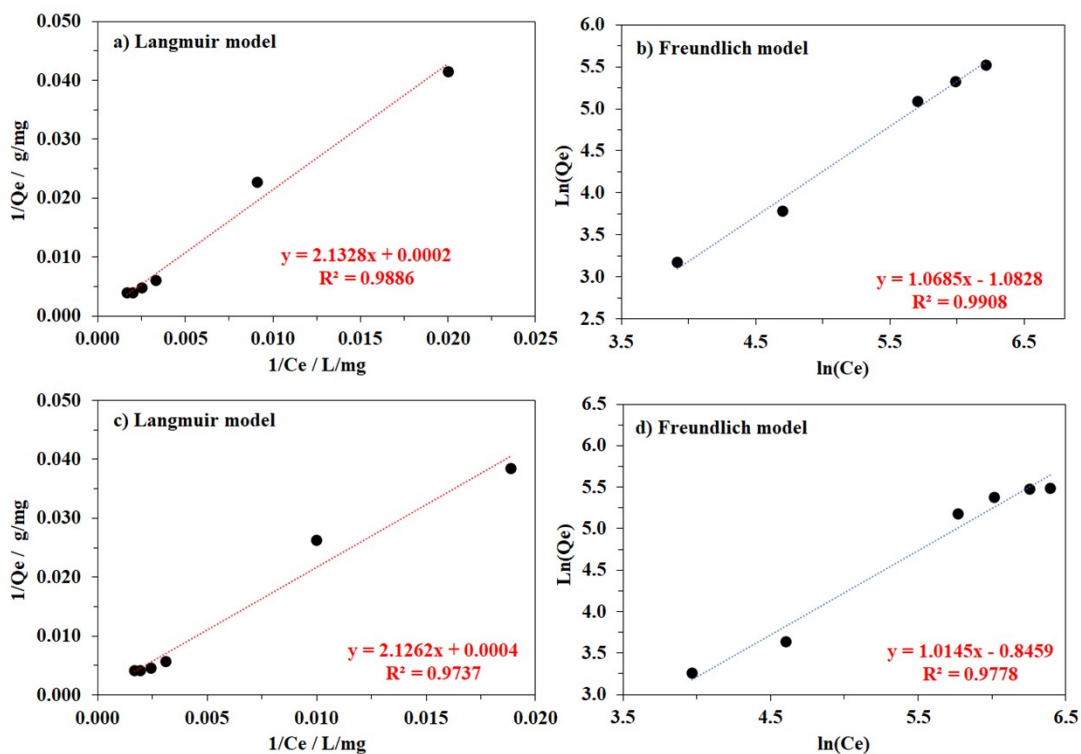 a) Langmuir model
0.050
0.040
0.030
0.020
0.010
0.000
1/Qe / g/mg
y = 2.1328x + 0.0002
R² = 0.9886
0.000 0.005 0.010 0.015 0.020 0.025
1/Ce / L/mg
b) Freundlich model
6.0
5.5
5.0
4.5
4.0
3.5
3.0
2.5
Ln(Qe)
y = 1.0685x - 1.0828
R² = 0.9908
3.5 4.5 5.5 6.5
ln(Ce)
c) Langmuir model
0.050
0.040
0.030
0.020
0.010
0.000
1/Qe / g/mg
y = 2.1262x + 0.0004
R² = 0.9737
0.000 0.005 0.010 0.015 0.020
1/Ce / L/mg
d) Freundlich model
6.5
6.0
5.5
5.0
4.5
4.0
3.5
3.0
Ln(Qe)
y = 1.0145x - 0.8459
R² = 0.9778
3.5 4.5 5.5 6.5
ln(Ce)